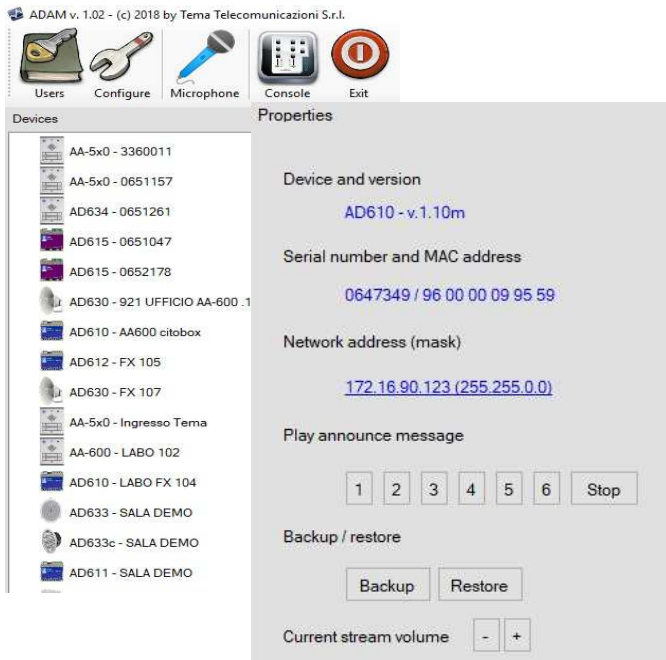 ADAM v. 1.02 - (c) 2018 by Tema Telecomunicazioni S.r.l.
Users Configure Microphone Console Exit
Devices
AA-5x0 - 3360011
AA-5x0 - 0651157
AD634 - 0651261
AD615 - 0651047
AD615 - 0652178
AD630 - 921 UFFICIO AA-600 .1
AD610 - AA600 citobox
AD612 - FX 105
AD630 - FX 107
AA-5x0 - Ingresso Tema
AA-600 - LABO 102
AD610 - LABO FX 104
AD633 - SALA DEMO
AD633c - SALA DEMO
AD611 - SALA DEMO
Properties
Device and version
AD610 - v.1.10m
Serial number and MAC address
0647349 / 96 00 00 09 95 59
Network address (mask)
172.16.90.123 (255.255.0.0)
Play announce message
1 2 3 4 5 6 Stop
Backup / restore
Backup Restore
Current stream volume - +